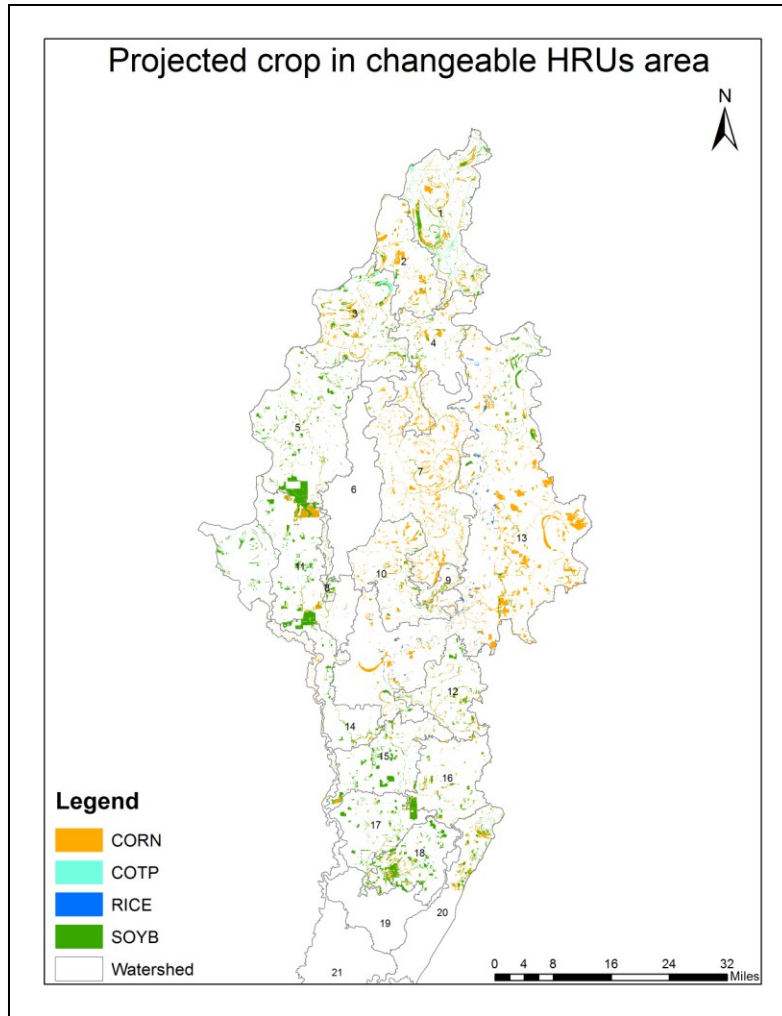 Projected crop in changeable HRUs area
N
1
2
3
4
5
7
6
13
10
9
11
8
12
14
15
16
17
18
20
19
21
Legend
CORN
COTP
RICE
SOYB
Watershed
0 4 8 16 24 32
Miles